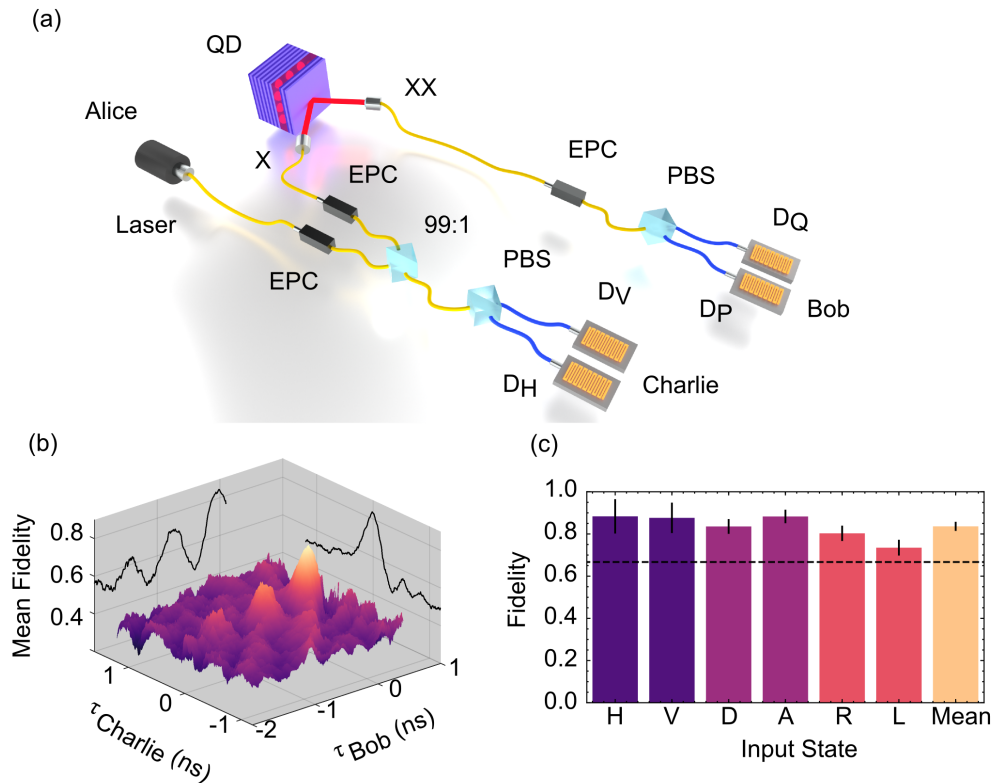 (a)
QD
XX
Alice
X
EPC
EPC
PBS
Laser
99:1
DQ
EPC
PBS
DV
DP
Bob
DH
Charlie
(b)
Mean Fidelity
0.8
0.6
0.4
1
0
-1
-2
-1
0
1
τCharlie (ns)
τBob (ns)
(c)
Fidelity
1.0
0.8
0.6
0.4
0.2
0.0
H V D A R L Mean
Input State